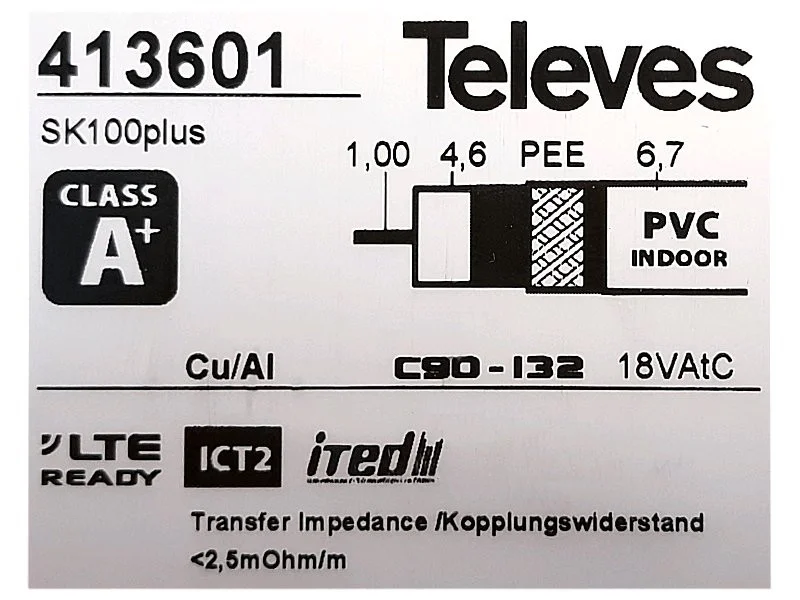 413601
Televes
SK100plus
1,00 4,6 PEE 6,7
CLASS
A+
PVC
INDOOR
Cu/Al C90-132 18VAtC
LTE
READY
ICT2
ITED
Transfer Impedance /Kopplungswiderstand
<2,5mOhm/m